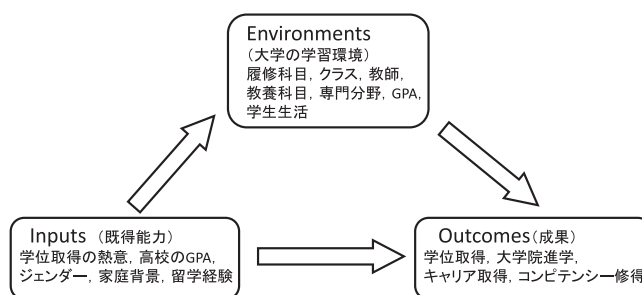 Environments
(大学の学習環境)
履修科目, クラス, 教師,
教養科目, 専門分野, GPA,
学生生活
Inputs (既得能力)
学位取得の熱意, 高校のGPA,
ジェンダー, 家庭背景, 留学経験
Outcomes(成果)
学位取得, 大学院進学,
キャリア取得, コンピテンシー修得